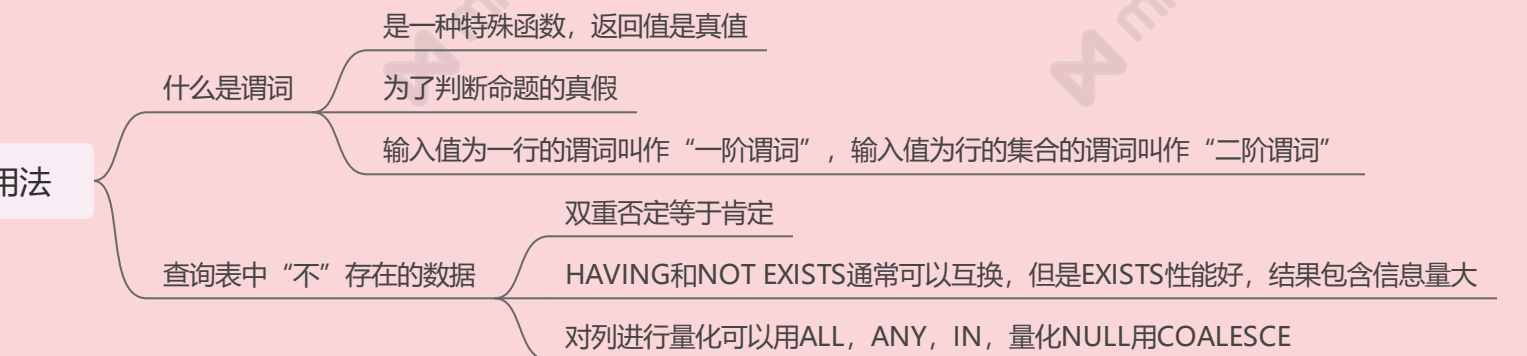 是一种特殊函数，返回值是真值
什么是谓词
为了判断命题的真假
输入值为一行的谓词叫作“一阶谓词”，输入值为行的集合的谓词叫作“二阶谓词”
用法
双重否定等于肯定
查询表中“不”存在的数据
HAVING和NOT EXISTS通常可以互换，但是EXISTS性能好，结果包含信息量大
对列进行量化可以用ALL，ANY，IN，量化NULL用COALESCE